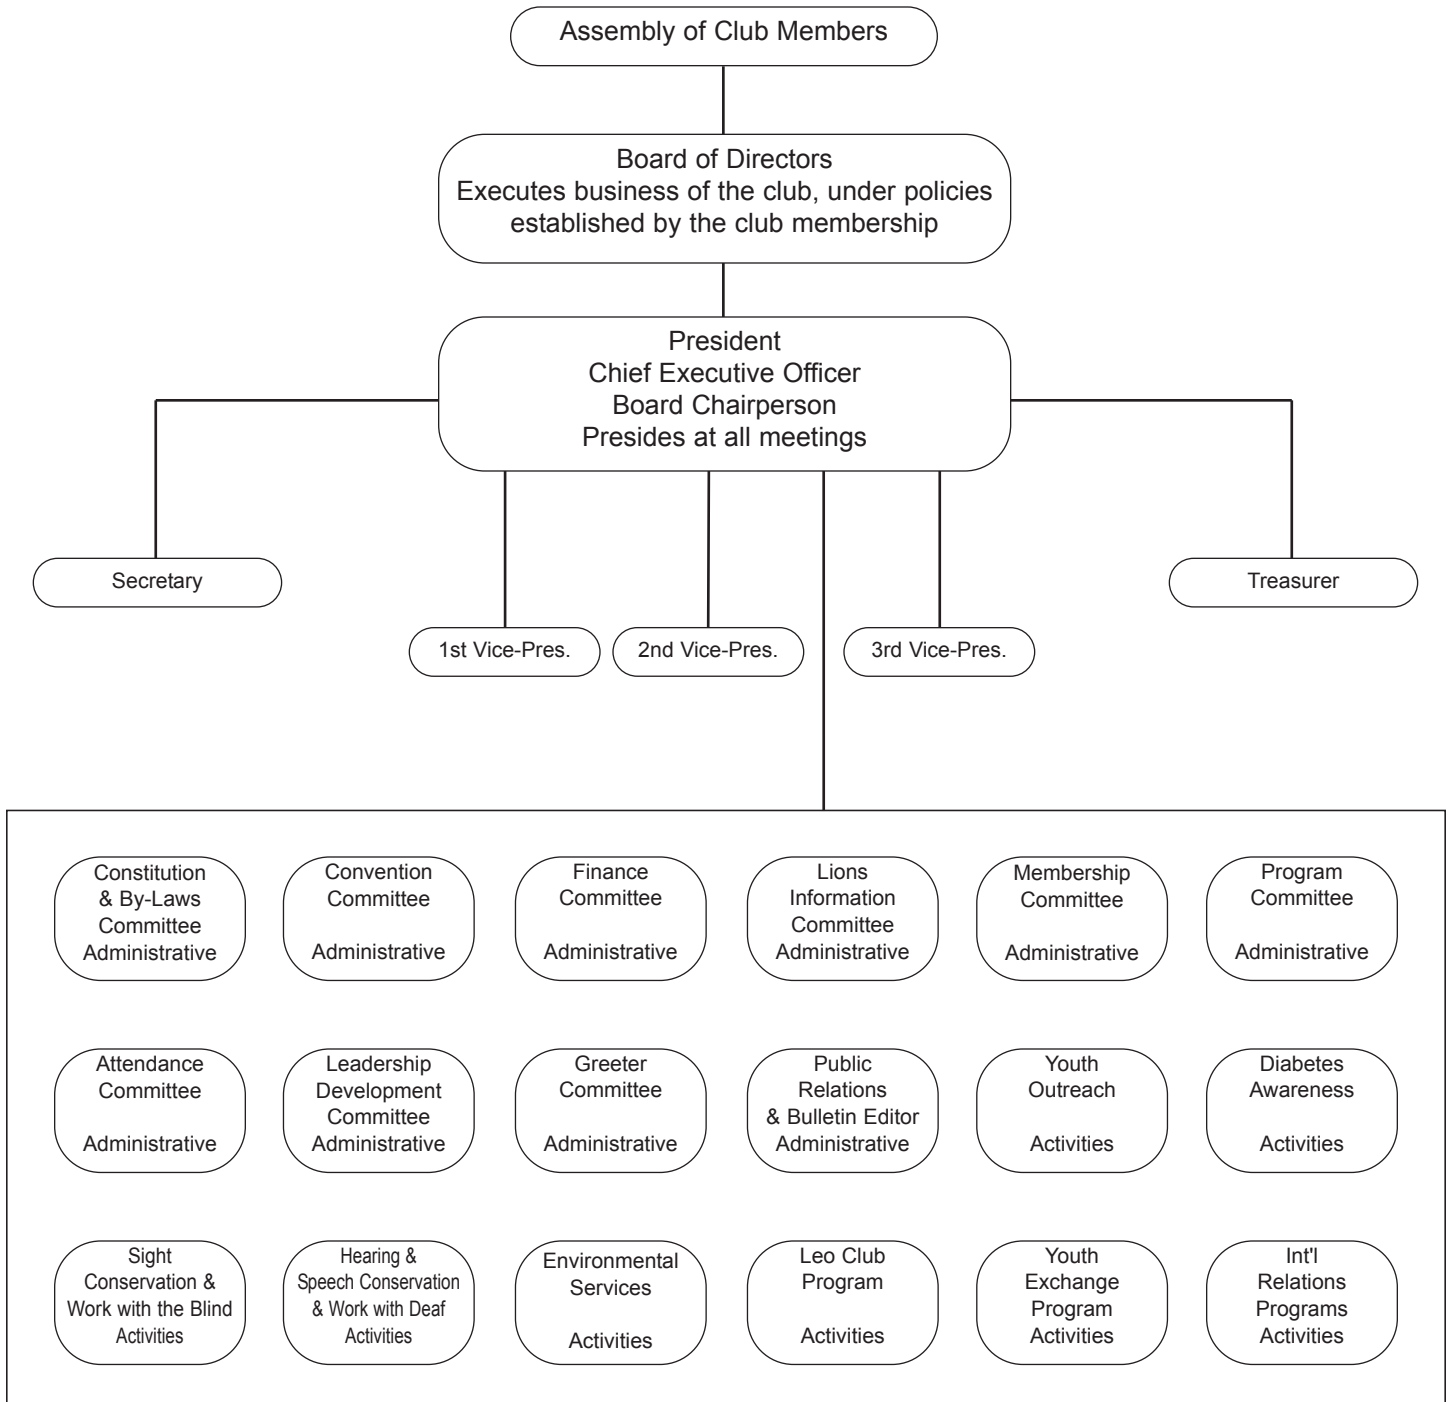 Assembly of Club Members
Board of Directors
Executes business of the club, under policies
established by the club membership
President
Chief Executive Officer
Board Chairperson
Presides at all meetings
Secretary
Treasurer
1st Vice-Pres.
2nd Vice-Pres.
3rd Vice-Pres.
Constitution
& By-Laws
Committee
Administrative
Convention
Committee
Administrative
Finance
Committee
Administrative
Lions
Information
Committee
Administrative
Membership
Committee
Administrative
Program
Committee
Administrative
Attendance
Committee
Administrative
Leadership
Development
Committee
Administrative
Greeter
Committee
Administrative
Public
Relations
& Bulletin Editor
Administrative
Youth
Outreach
Activities
Diabetes
Awareness
Activities
Sight
Conservation &
Work with the Blind
Activities
Hearing &
Speech Conservation
& Work with Deaf
Activities
Environmental
Services
Activities
Leo Club
Program
Activities
Youth
Exchange
Program
Activities
Int'l
Relations
Programs
Activities